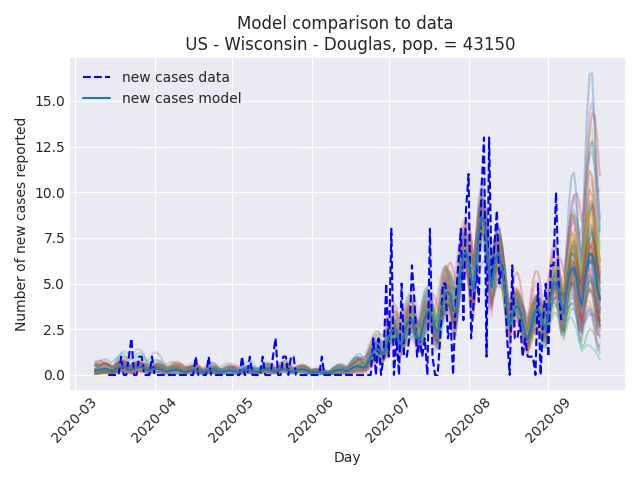 Model comparison to data
US - Wisconsin - Douglas, pop. = 43150
new cases data
new cases model
Number of new cases reported
15.0
12.5
10.0
7.5
5.0
2.5
0.0
2020-03
2020-04
2020-05
2020-06
2020-07
2020-08
2020-09
Day